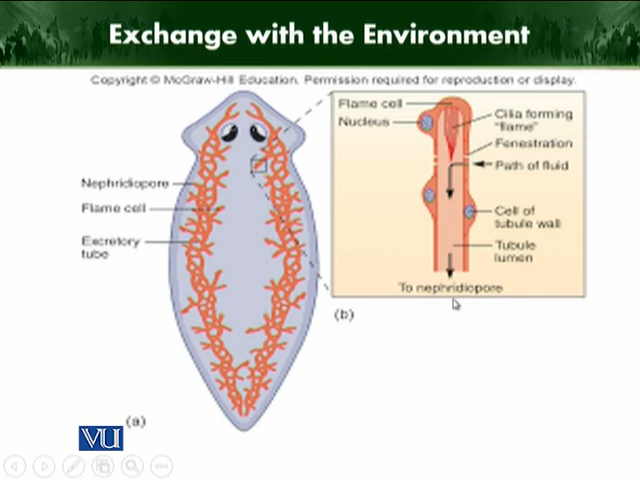 Exchange with the Environment
Copyright © McGraw-Hill Education. Permission required for reproduction or display.
Nephridiopore
Flame cell
Excretory
tube
(a)
Flame cell
Nucleus
Cilia forming
"flame"
Fenestration
Path of fluid
Cell of
tubule wall
Tubule
lumen
To nephridiopore
(b)
VU